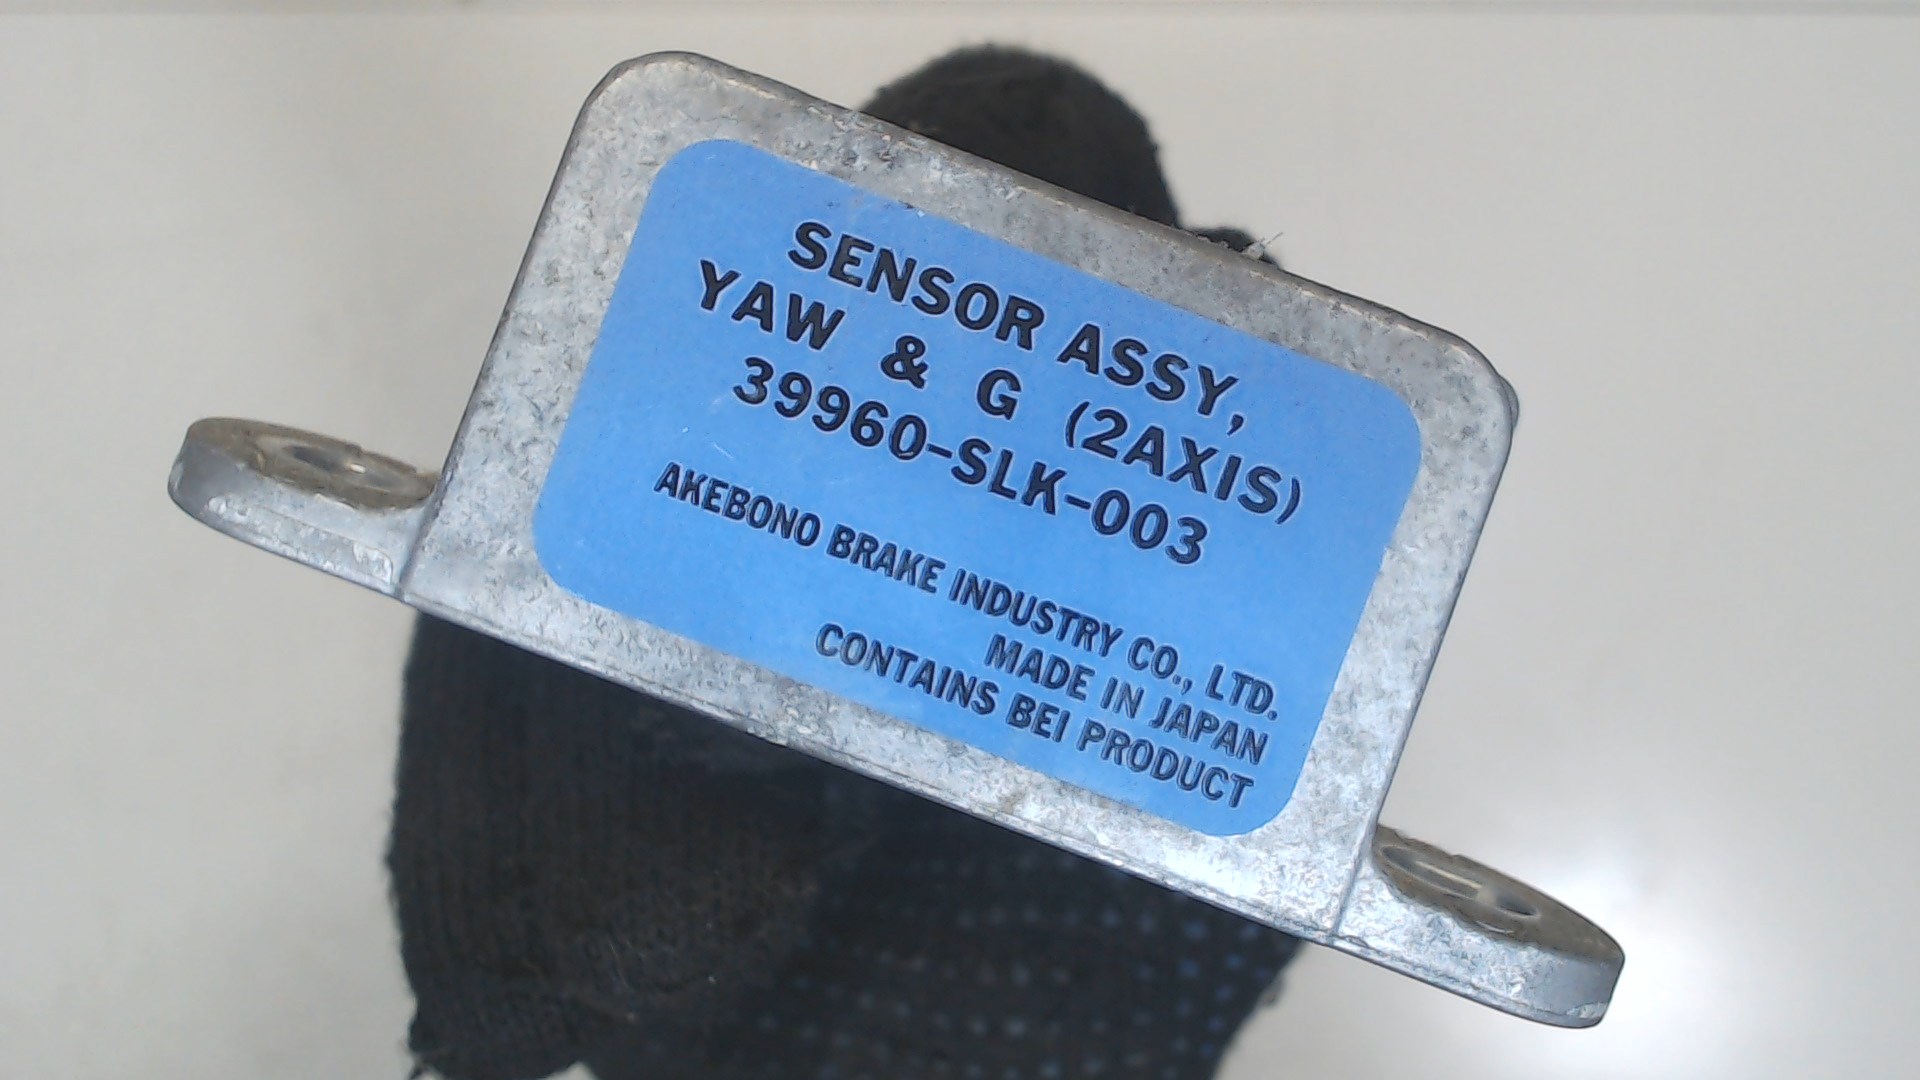 SENSOR ASSY,
YAW & G (2AXIS)
39960-SLK-003
AKEBONO BRAKE INDUSTRY CO., LTD.
MADE IN JAPAN
CONTAINS BEI PRODUCT